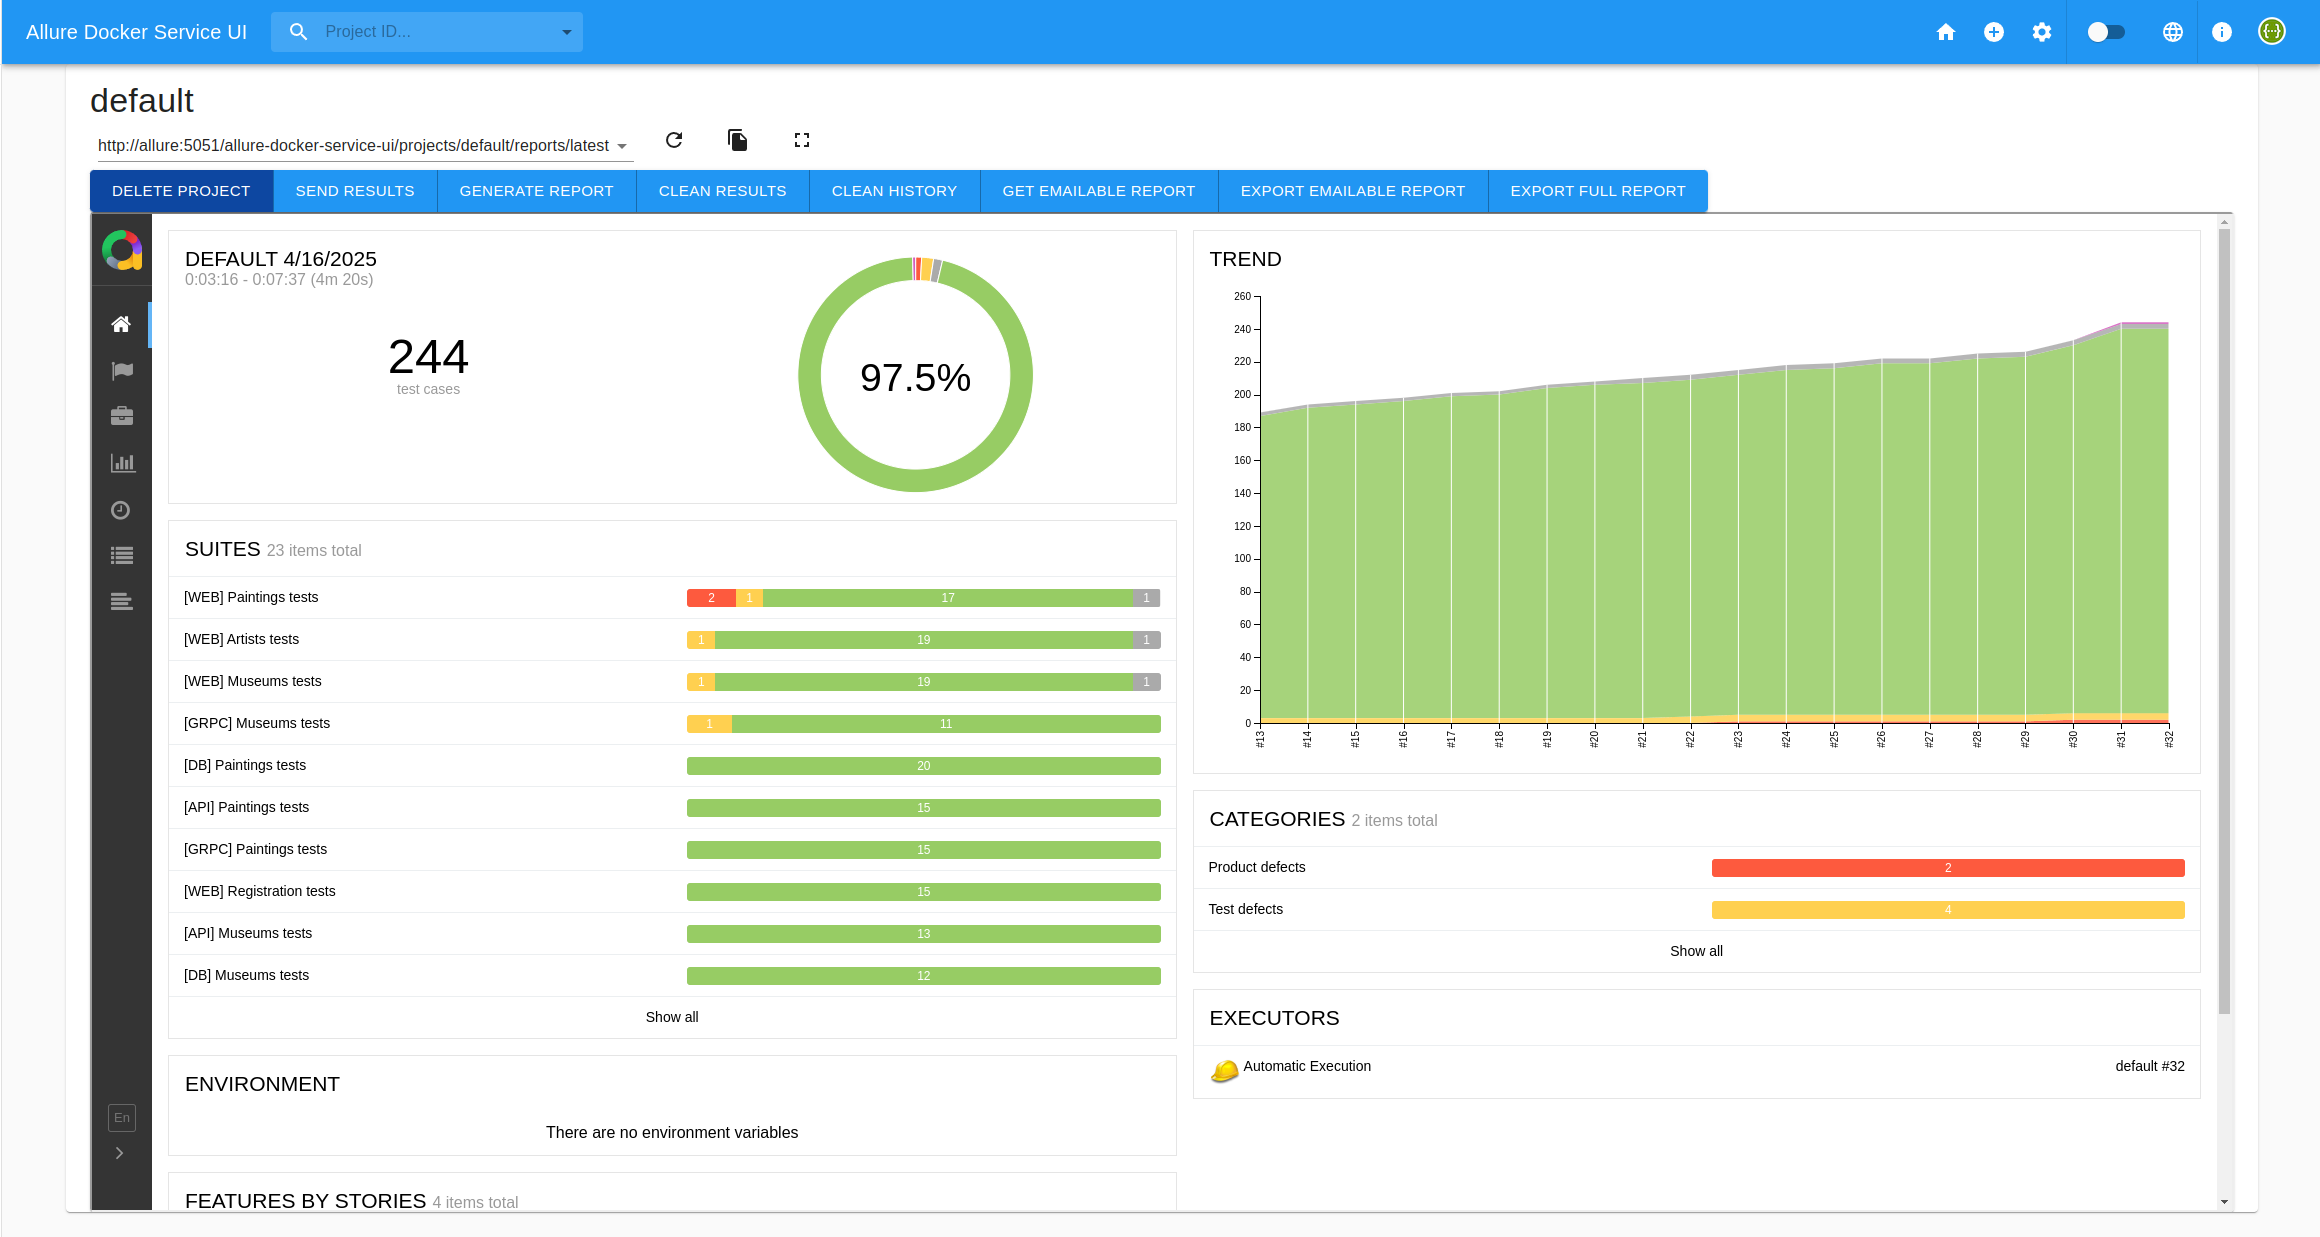 Allure Docker Service UI
Project ID...
default
http://allure:5051/allure-docker-service-ui/projects/default/reports/latest
DELETE PROJECT SEND RESULTS GENERATE REPORT CLEAN RESULTS CLEAN HISTORY GET EMAILABLE REPORT EXPORT EMAILABLE REPORT EXPORT FULL REPORT
DEFAULT 4/16/2025
0:03:16 - 0:07:37 (4m 20s)
244
test cases
97.5%
SUITES 23 items total
[WEB] Paintings tests 2 1 17 1
[WEB] Artists tests 1 19 1
[WEB] Museums tests 1 19 1
[GRPC] Museums tests 1 11
[DB] Paintings tests 20
[API] Paintings tests 15
[GRPC] Paintings tests 15
[WEB] Registration tests 15
[API] Museums tests 13
[DB] Museums tests 12
Show all
ENVIRONMENT
There are no environment variables
FEATURES BY STORIES 4 items total
En
TREND
260
240
220
200
180
160
140
120
100
80
60
40
20
0
#13 #14 #15 #16 #17 #18 #19 #20 #21 #22 #23 #24 #25 #26 #27 #28 #29 #30 #31 #32
CATEGORIES 2 items total
Product defects 2
Test defects 4
Show all
EXECUTORS
Automatic Execution default #32